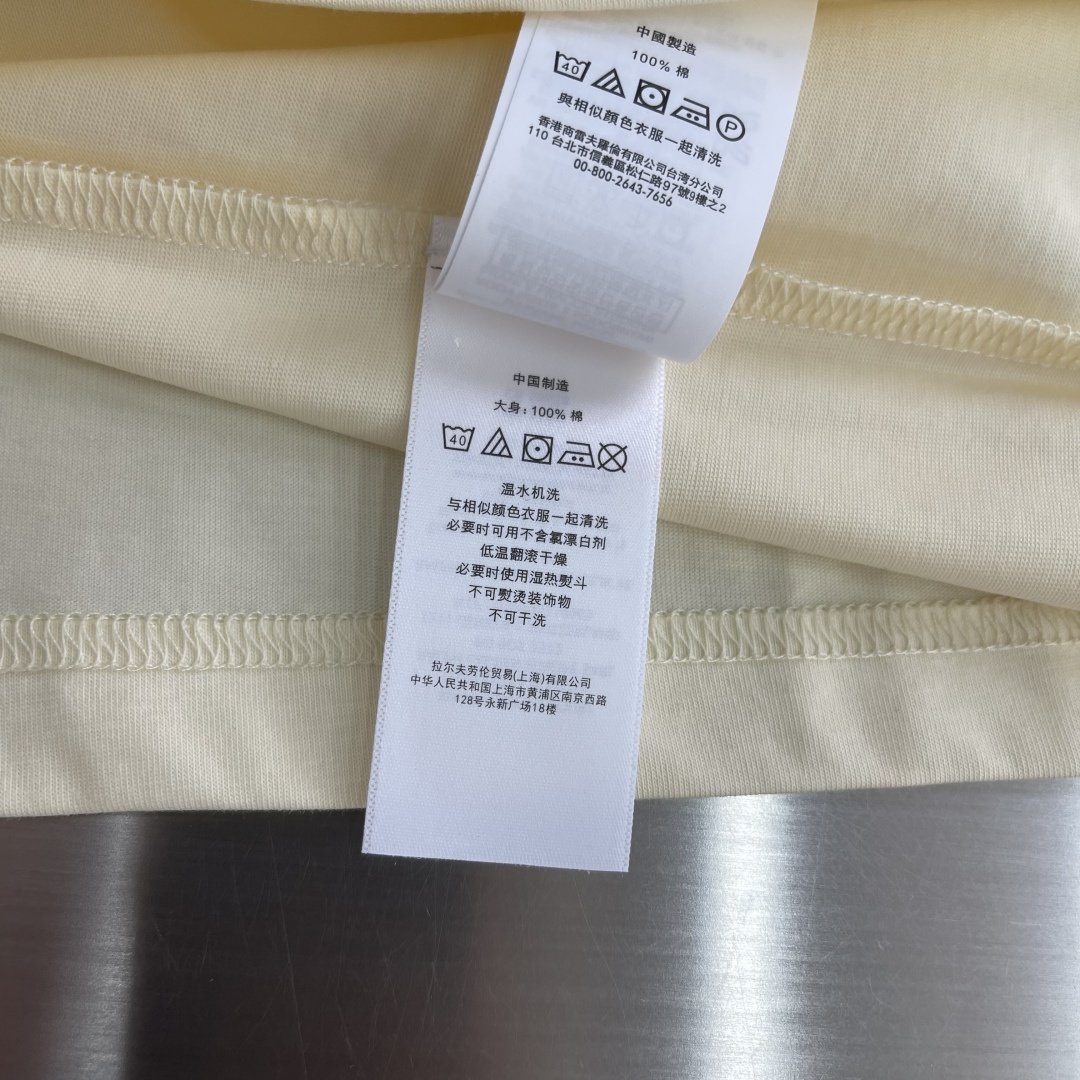 中國製造
100% 棉
40 P
與相似顏色衣服一起清洗
香港商雷夫羅倫有限公司台湾分公司
110 台北市信義區松仁路97號9樓之2
00-800-2643-7656
中国制造
大身: 100% 棉
40
温水机洗
与相似颜色衣服一起清洗
必要时可用不含氯漂白剂
低温翻滚干燥
必要时使用湿热熨斗
不可熨烫装饰物
不可干洗
拉尔夫劳伦贸易(上海)有限公司
中华人民共和国上海市黄浦区南京西路
128号永新广场18楼